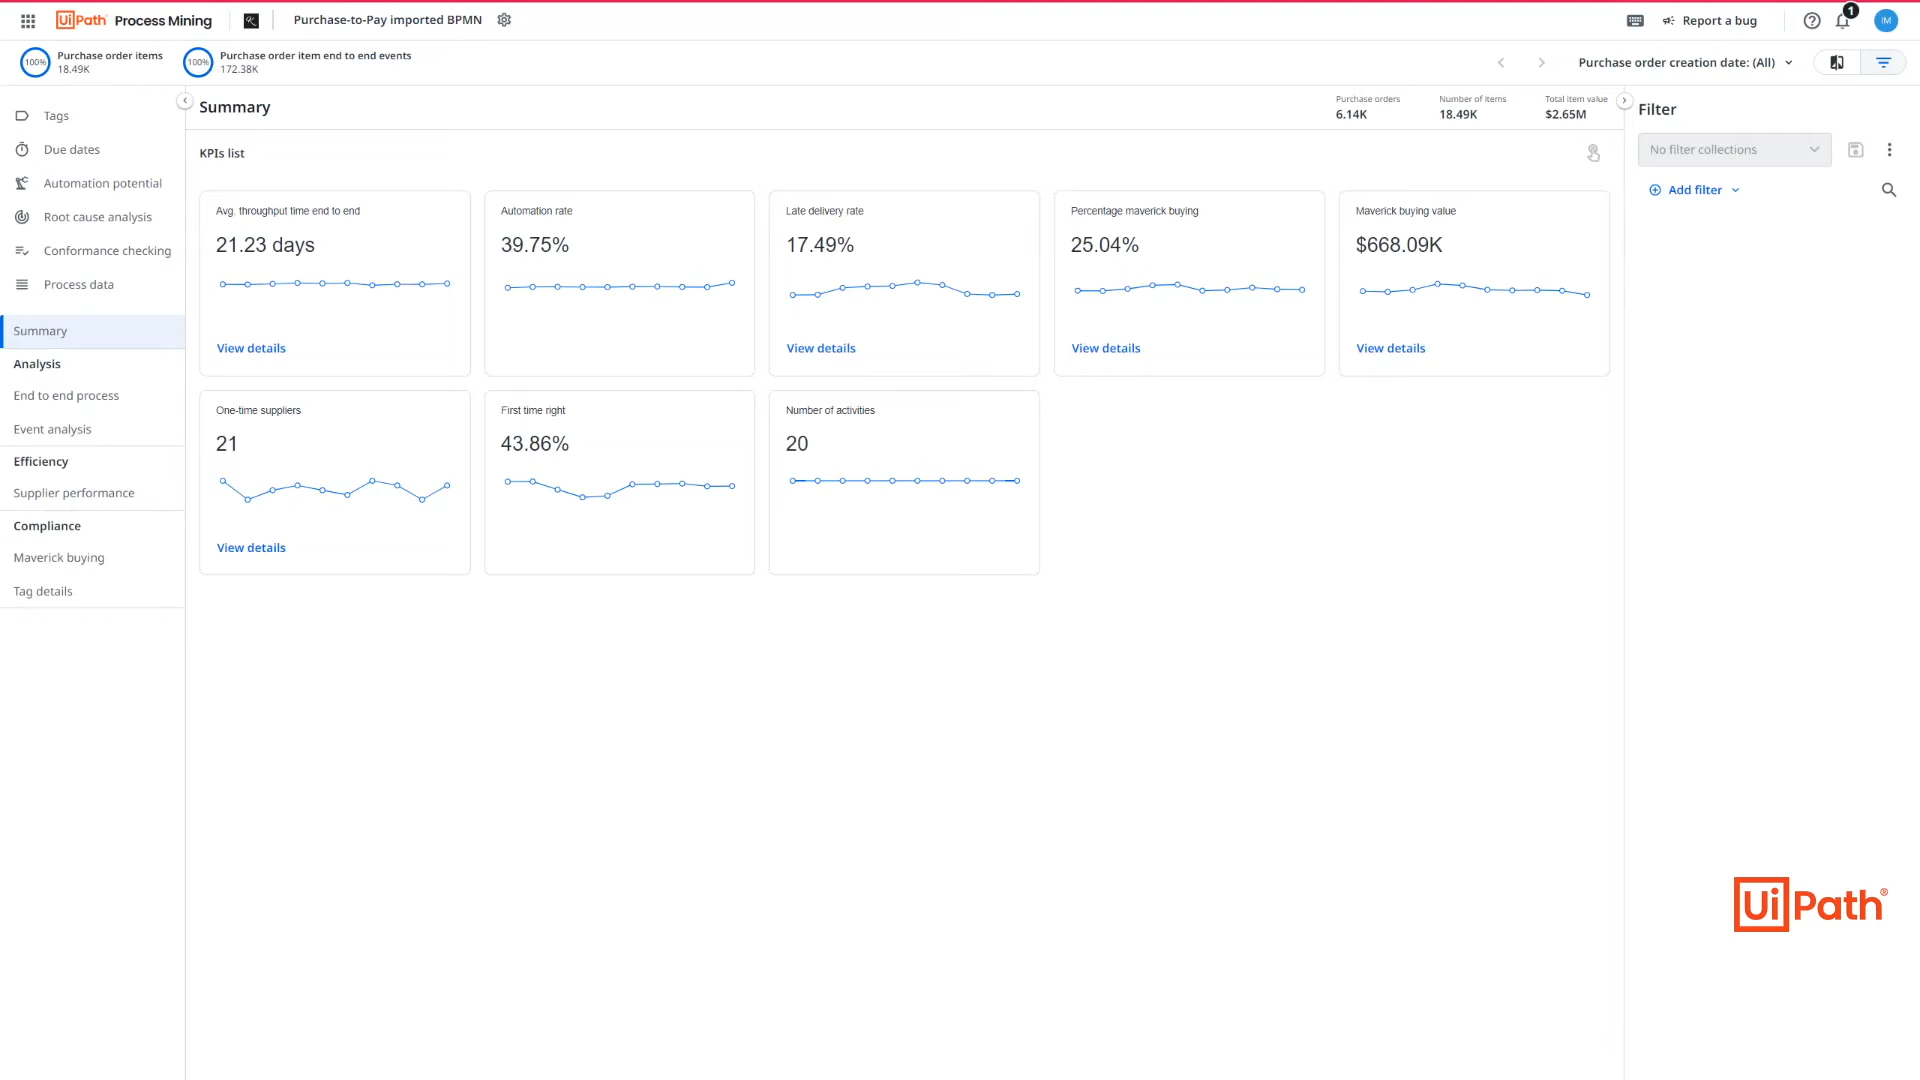 UiPath Process Mining
Purchase-to-Pay imported BPMN
Report a bug
1
IM
100%
Purchase order items
18.49K
100%
Purchase order item end to end events
172.38K
Purchase order creation date: (All)
Tags
Due dates
Automation potential
Root cause analysis
Conformance checking
Process data
Summary
Analysis
End to end process
Event analysis
Efficiency
Supplier performance
Compliance
Maverick buying
Tag details
Summary
Purchase orders
6.14K
Number of items
18.49K
Total item value
$2.65M
KPIs list
Avg. throughput time end to end
21.23 days
View details
Automation rate
39.75%
Late delivery rate
17.49%
View details
Percentage maverick buying
25.04%
View details
Maverick buying value
$668.09K
View details
One-time suppliers
21
View details
First time right
43.86%
Number of activities
20
Filter
No filter collections
Add filter
UiPath®